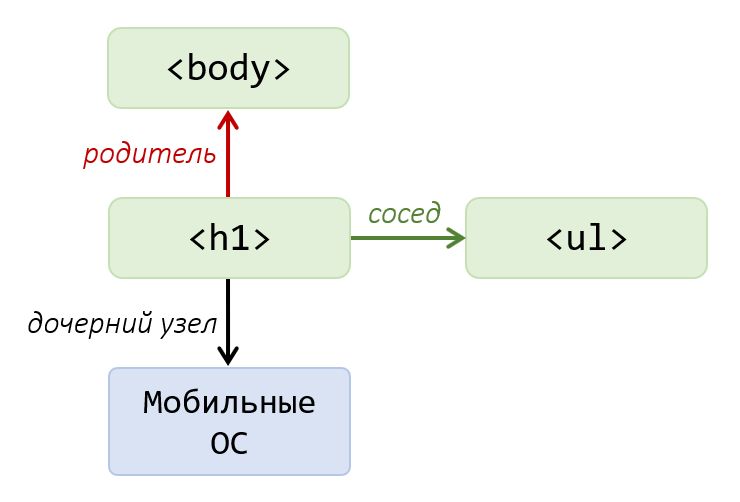 <body>
родитель
сосед
<h1>
<ul>
дочерний узел
Мобильные
ОС